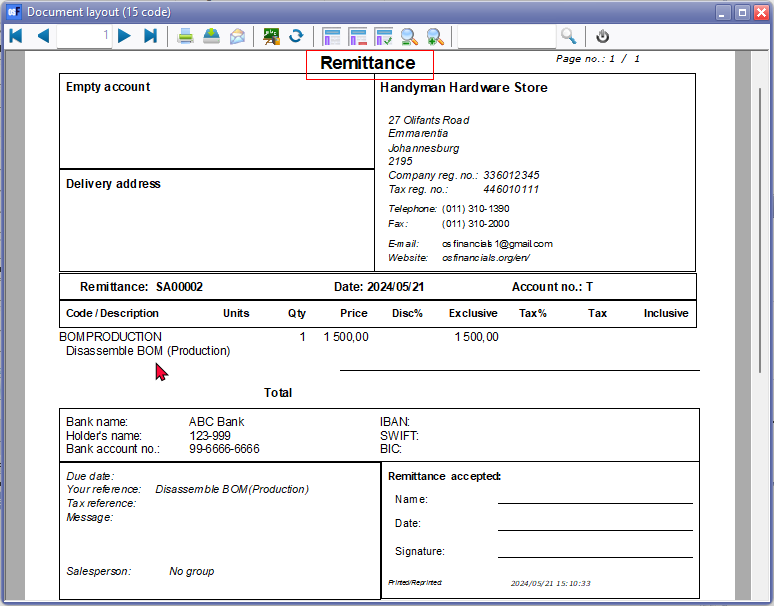 Document layout (15 code)
1
Remittance
Page no.: 1 / 1
Empty account
Handyman Hardware Store
27 Olifants Road
Emmarentia
Johannesburg
2195
Company reg. no.: 336012345
Delivery address
Tax reg. no.: 446010111
Telephone: (011) 310-1390
Fax: (011) 310-2000
E-mail: osfinancials1@gmail.com
Website: osfinancials.org/en/
Remittance: SA00002 Date: 2024/05/21 Account no.: T
Code / Description Units Qty Price Disc% Exclusive Tax% Tax Inclusive
BOMPRODUCTION 1 1 500,00 1 500,00
Disassemble BOM (Production)
Total
Bank name: ABC Bank IBAN:
Holder's name: 123-999 SWIFT:
Bank account no.: 99-6666-6666 BIC:
Due date:
Remittance accepted:
Your reference: Disassemble BOM(Production)
Name:
Tax reference:
Message:
Date:
Signature:
Salesperson: No group
Printed/Reprinted: 2024/05/21 15:10:33